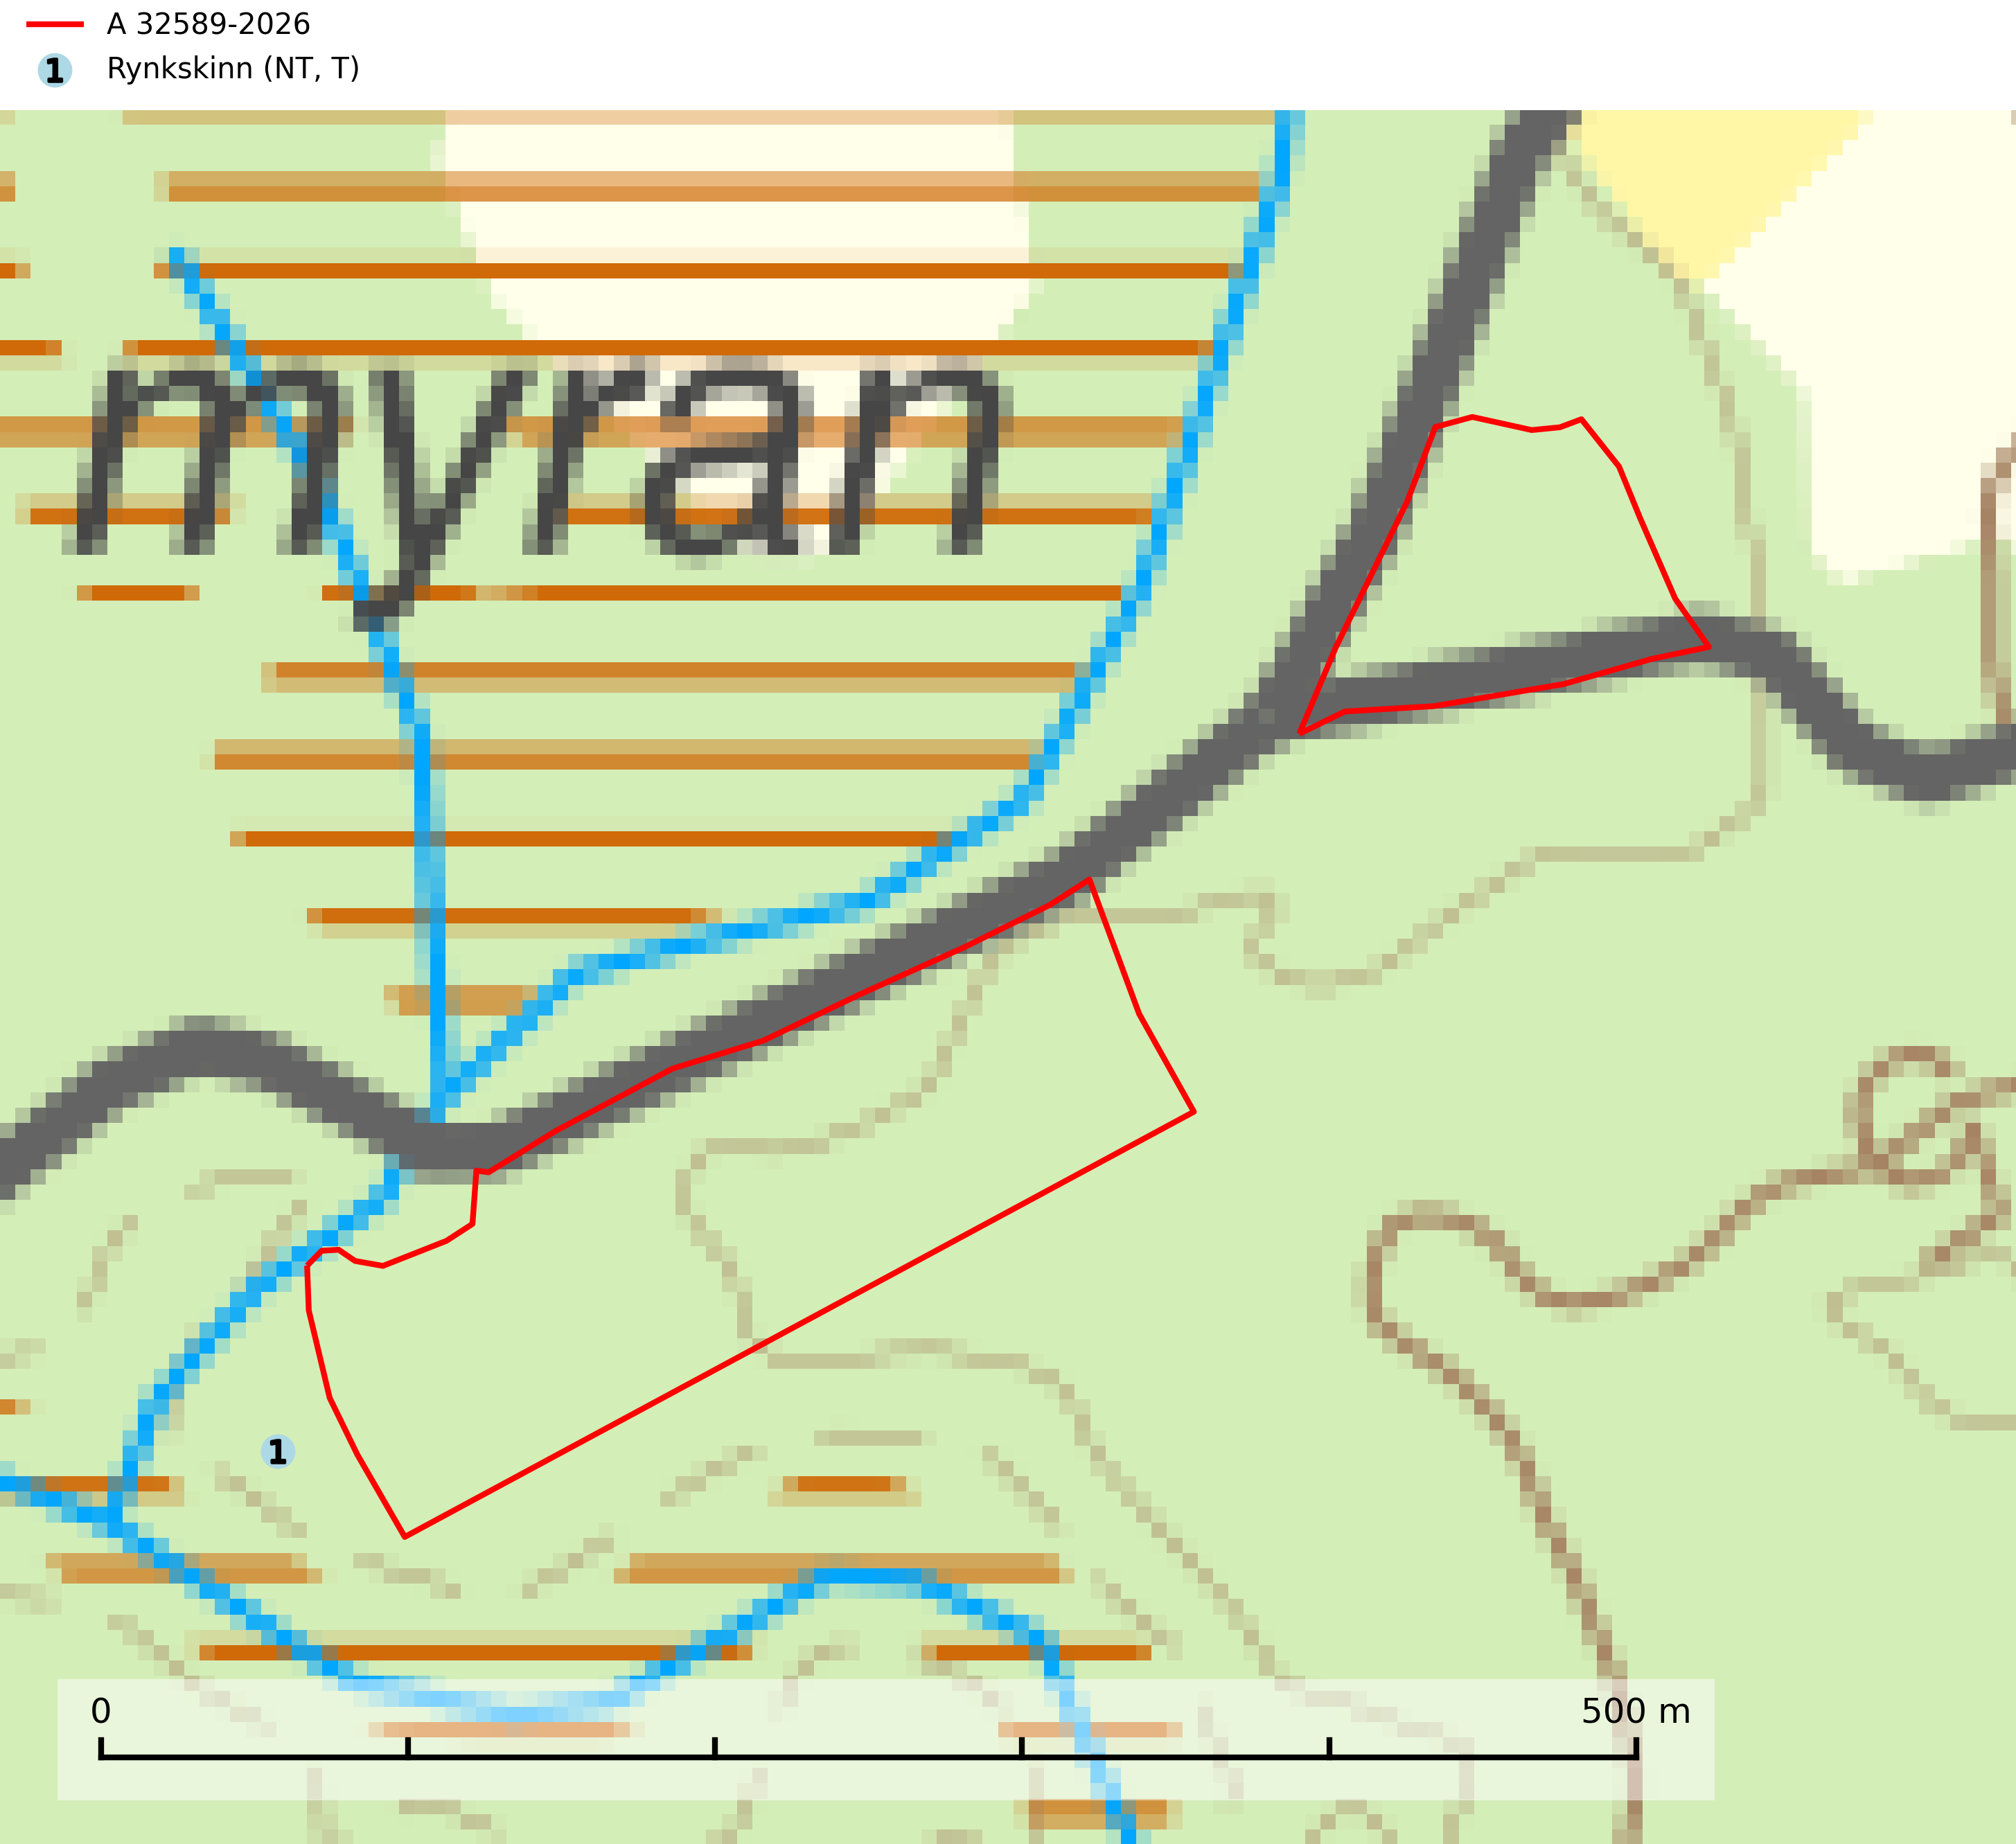 A 32589-2026
1 Rynkskinn (NT, T)
myran
1
0 500 m